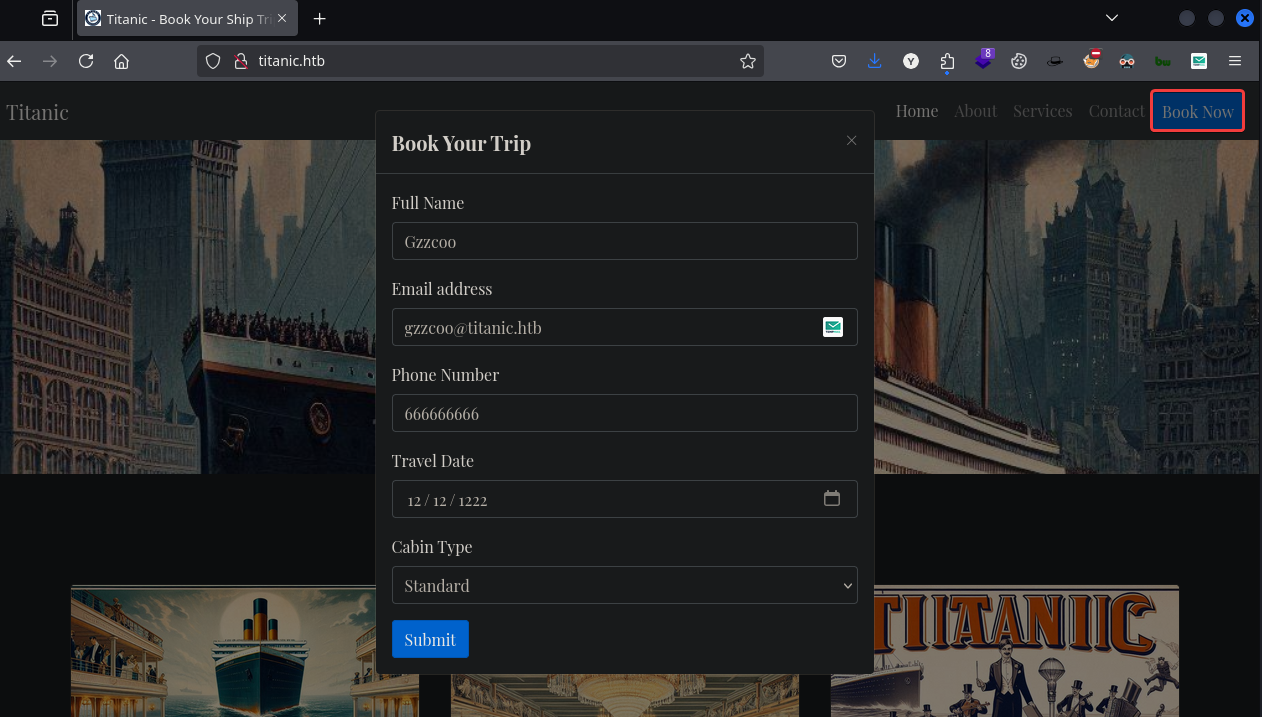 Titanic - Book Your Ship Tri
titanic.htb
8
Y
bw
Titanic
Home About Services Contact Book Now
Book Your Trip
Full Name
Gzzcoo
Email address
gzzcoo@titanic.htb
Phone Number
666666666
Travel Date
12 / 12 / 1222
Cabin Type
Standard
Submit
TIIAANIC